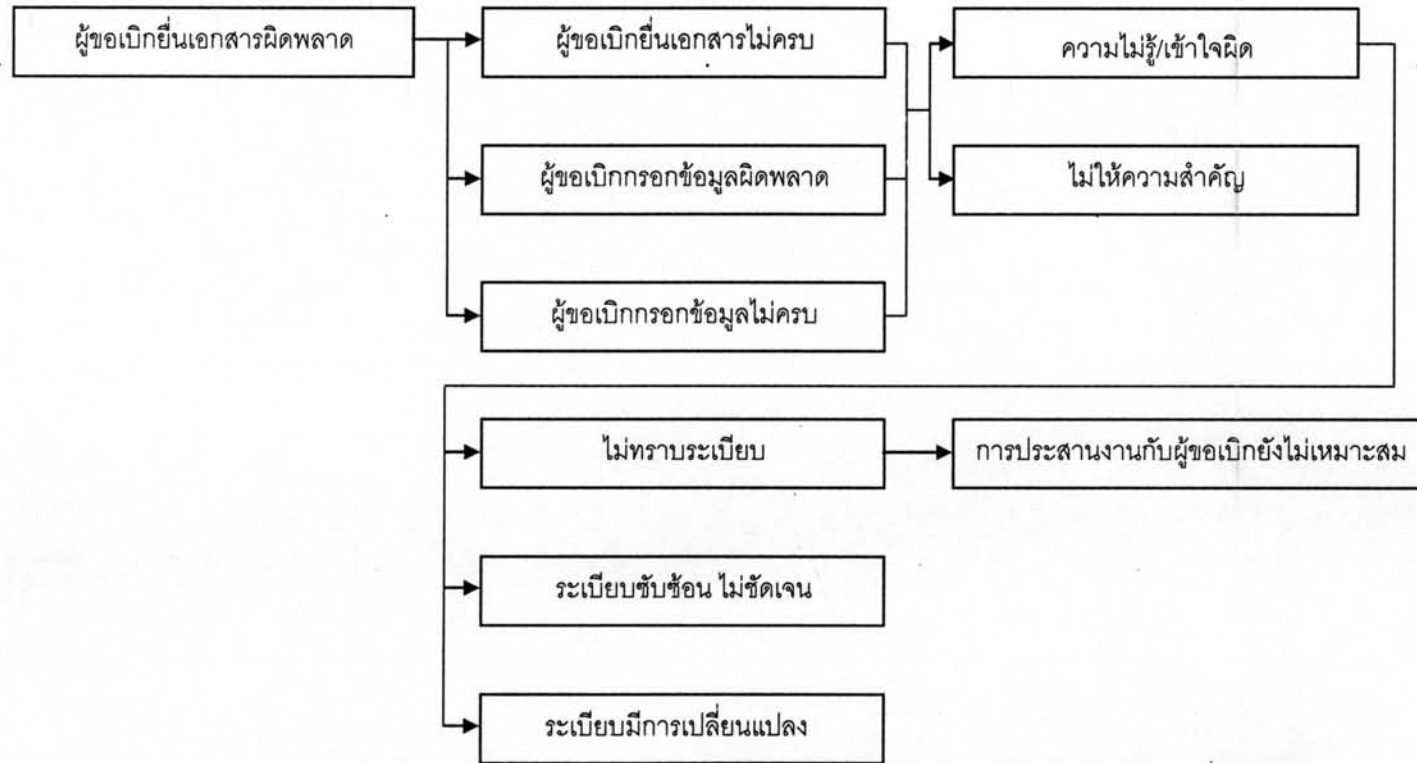 ผู้ขอเบิกยื่นเอกสารผิดพลาด
ผู้ขอเบิกยื่นเอกสารไม่ครบ
ความไม่รู้/เข้าใจผิด
ผู้ขอเบิกกรอกข้อมูลผิดพลาด
ไม่ให้ความสำคัญ
ผู้ขอเบิกกรอกข้อมูลไม่ครบ
ไม่ทราบระเบียบ
การประสานงานกับผู้ขอเบิกยังไม่เหมาะสม
ระเบียบซับซ้อน ไม่ชัดเจน
ระเบียบมีการเปลี่ยนแปลง